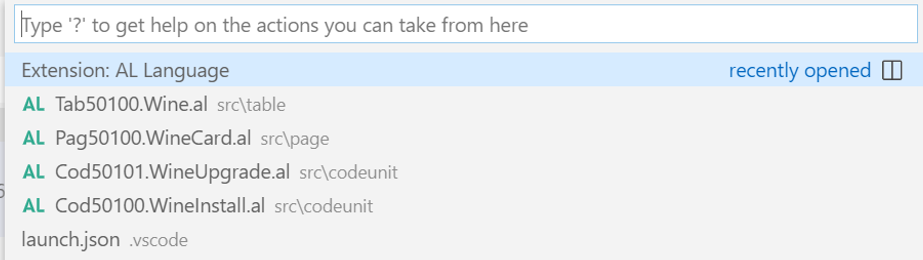 Type '?' to get help on the actions you can take from here
Extension: AL Language recently opened
AL Tab50100.Wine.al src\table
AL Pag50100.WineCard.al src\page
AL Cod50101.WineUpgrade.al src\codeunit
AL Cod50100.WineInstall.al src\codeunit
launch.json .vscode